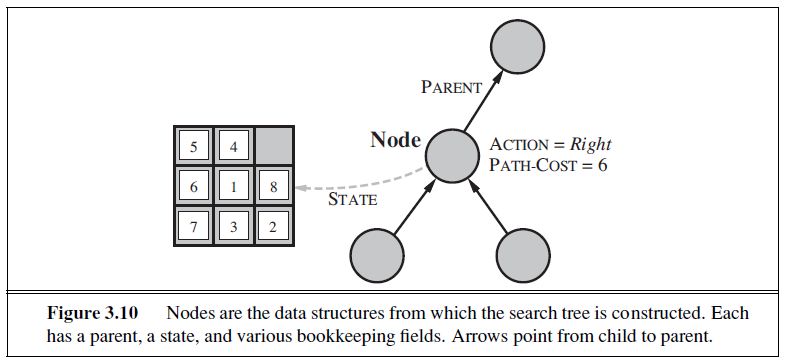 PARENT
Node
ACTION = Right
PATH-COST = 6
STATE
5 4
6 1 8
7 3 2
Figure 3.10 Nodes are the data structures from which the search tree is constructed. Each
has a parent, a state, and various bookkeeping fields. Arrows point from child to parent.